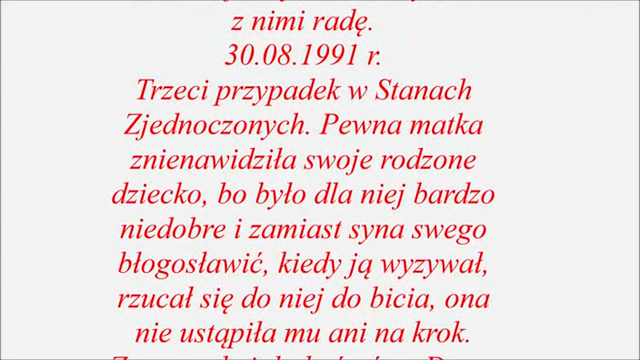 z nimi radę.
30.08.1991 r.
Trzeci przypadek w Stanach
Zjednoczonych. Pewna matka
znienawidziła swoje rodzone
dziecko, bo było dla niej bardzo
niedobre i zamiast syna swego
błogosławić, kiedy ją wyzywał,
rzucał się do niej do bicia, ona
nie ustąpiła mu ani na krok.